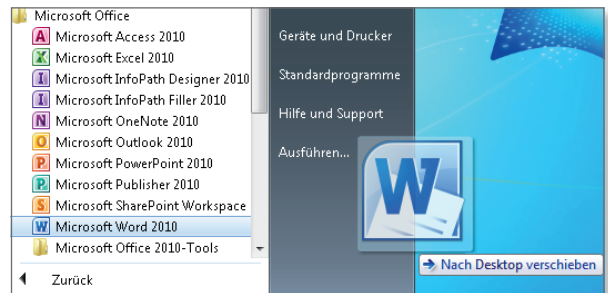 Microsoft Office
Microsoft Access 2010
Microsoft Excel 2010
Microsoft InfoPath Designer 2010
Microsoft InfoPath Filler 2010
Microsoft OneNote 2010
Microsoft Outlook 2010
Microsoft PowerPoint 2010
Microsoft Publisher 2010
Microsoft SharePoint Workspace
Microsoft Word 2010
Microsoft Office 2010-Tools
Zurück
Geräte und Drucker
Standardprogramme
Hilfe und Support
Ausführen...
W
Nach Desktop verschieben